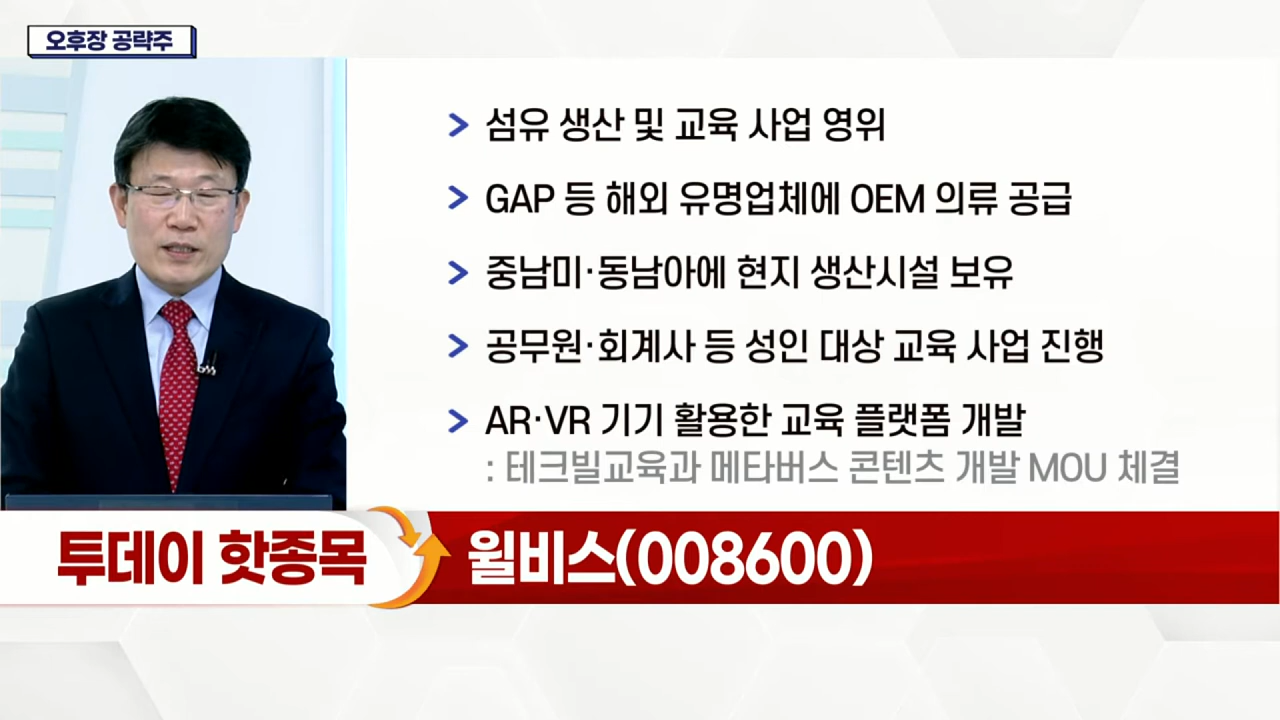 오후장 공략주
> 섬유 생산 및 교육 사업 영위
> GAP 등 해외 유명업체에 OEM 의류 공급
> 중남미·동남아에 현지 생산시설 보유
> 공무원·회계사 등 성인 대상 교육 사업 진행
> AR·VR 기기 활용한 교육 플랫폼 개발
: 테크빌교육과 메타버스 콘텐츠 개발 MOU 체결
투데이 핫종목
윌비스(008600)